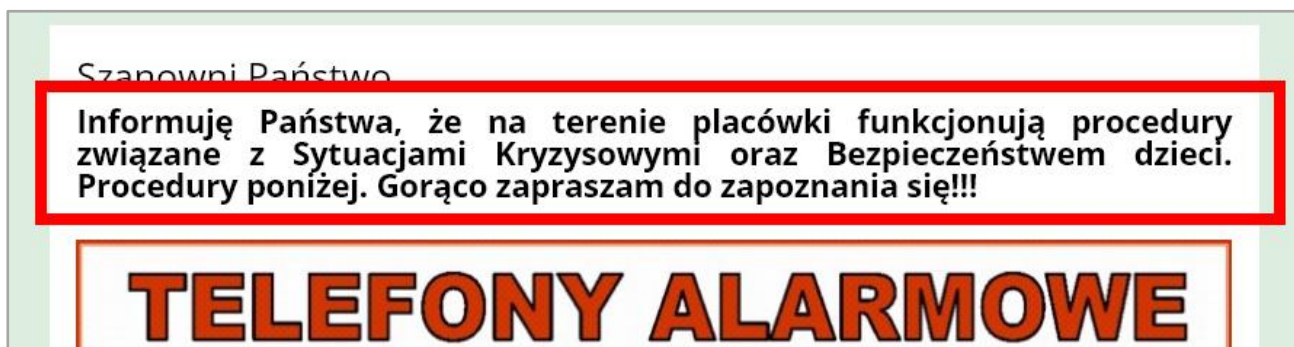 Szanowni Państwo
Informuję Państwa, że na terenie placówki funkcjonują procedury
związane z Sytuacjami Kryzysowymi oraz Bezpieczeństwem dzieci.
Procedury poniżej. Gorąco zapraszam do zapoznania się!!!
TELEFONY ALARMOWE